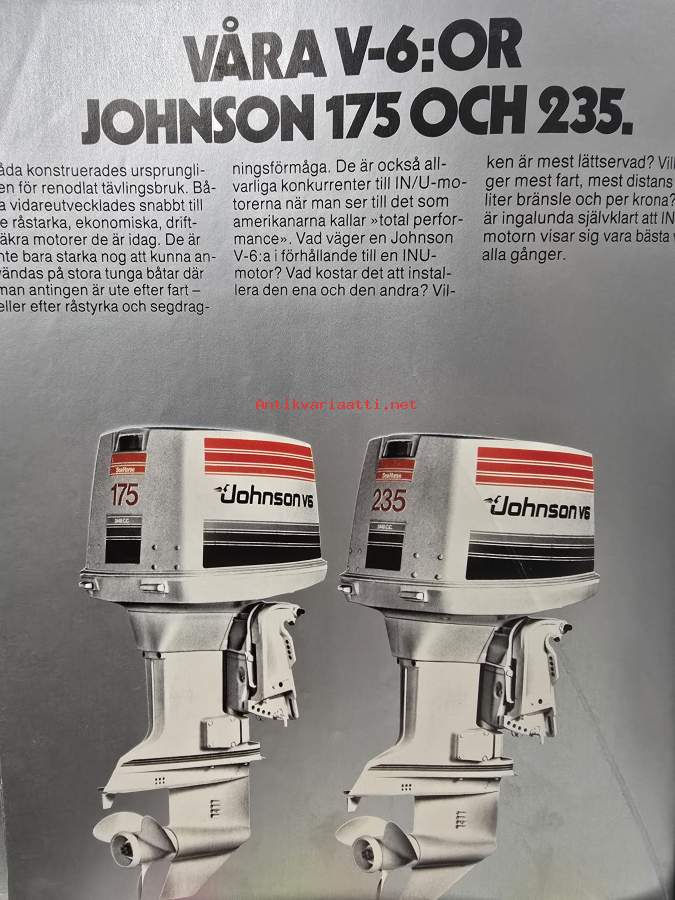 VÅRA V-6:OR
JOHNSON 175 OCH 235.
åda konstruerades ursprungli-
en för renodlat tävlingsbruk. Bå-
a vidareutvecklades snabbt till
e råstarka, ekonomiska, drift-
äkra motorer de är idag. De är
nte bara starka nog att kunna an-
vändas på stora tunga båtar där
man antingen är ute efter fart –
eller efter råstyrka och segdrag-
ningsförmåga. De är också all-
varliga konkurrenter till IN/U-mo-
torerna när man ser till det som
amerikanarna kallar »total perfor-
mance». Vad väger en Johnson
V-6:a i förhållande till en INU-
motor? Vad kostar det att instal-
lera den ena och den andra? Vil-
ken är mest lättservad? Vil
ger mest fart, mest distans
liter bränsle och per krona?
är ingalunda självklart att IN
motorn visar sig vara bästa v
alla gånger.
Antikvariaatti.net
SeaHorse
175
Johnson V6
SeaHorse
235
Johnson V6